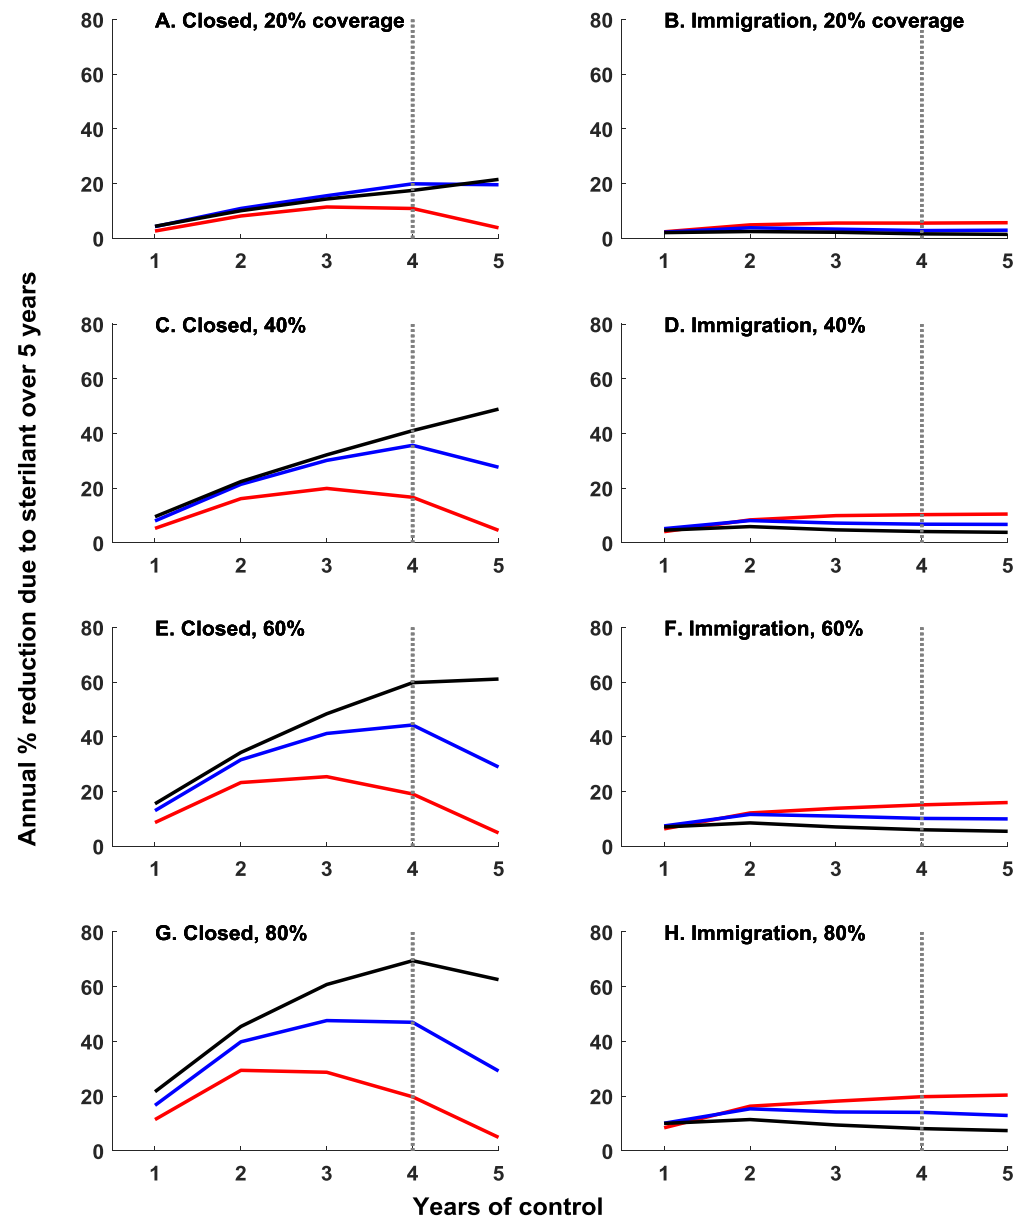 Annual % reduction due to sterilant over 5 years
A. Closed, 20% coverage
80
60
40
20
0
1 2 3 4 5
B. Immigration, 20% coverage
80
60
40
20
0
1 2 3 4 5
C. Closed, 40%
80
60
40
20
0
1 2 3 4 5
D. Immigration, 40%
80
60
40
20
0
1 2 3 4 5
E. Closed, 60%
80
60
40
20
0
1 2 3 4 5
F. Immigration, 60%
80
60
40
20
0
1 2 3 4 5
G. Closed, 80%
80
60
40
20
0
1 2 3 4 5
H. Immigration, 80%
80
60
40
20
0
1 2 3 4 5
Years of control